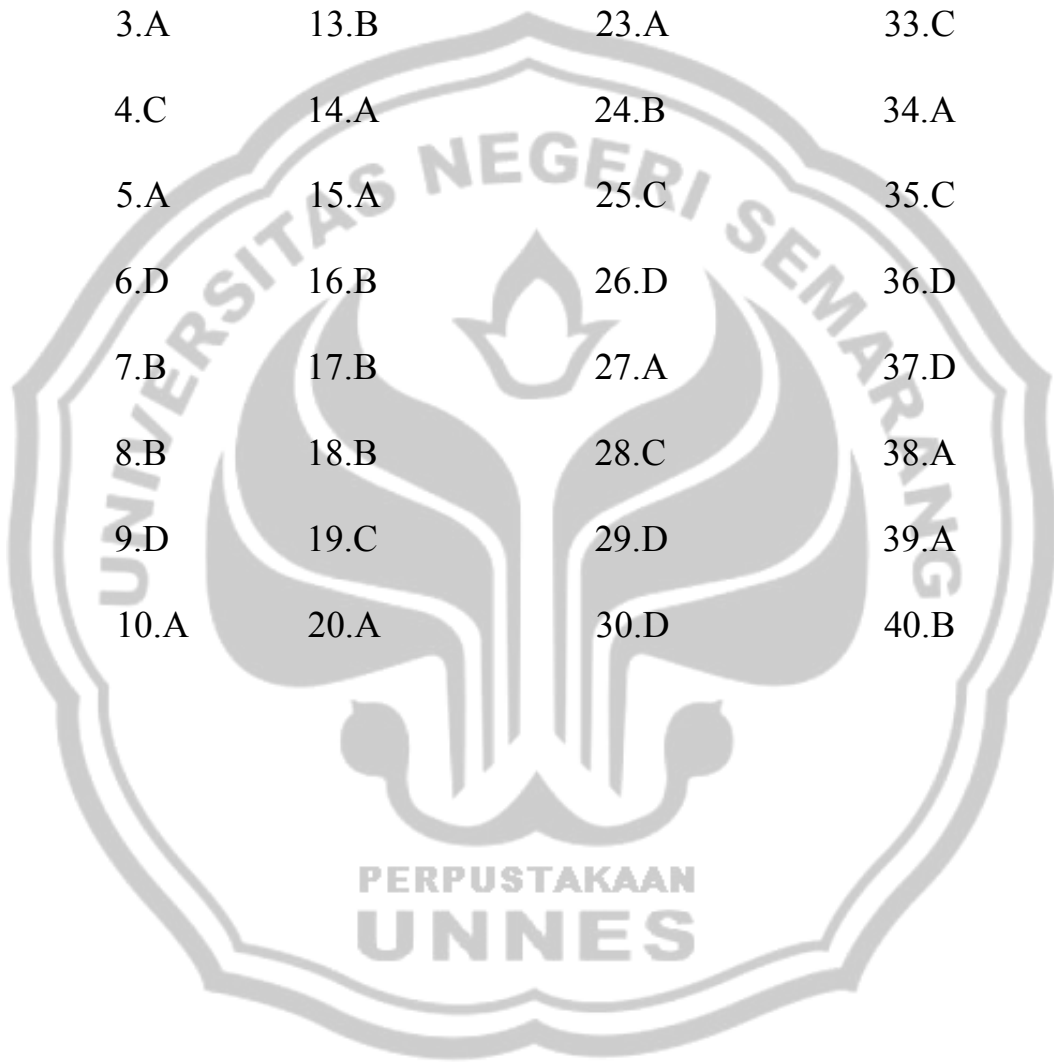 3.A 13.B 23.A 33.C
4.C 14.A 24.B 34.A
5.A 15.A 25.C 35.C
6.D 16.B 26.D 36.D
7.B 17.B 27.A 37.D
8.B 18.B 28.C 38.A
9.D 19.C 29.D 39.A
10.A 20.A 30.D 40.B
UNIVERSITAS NEGERI SEMARANG
PERPUSTAKAAN
UNNES